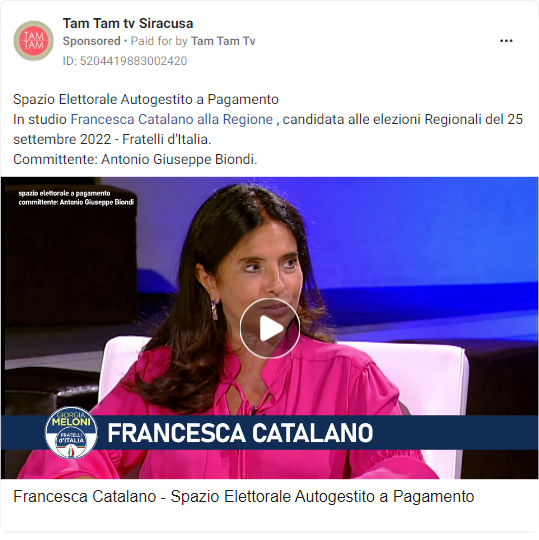 Tam Tam tv Siracusa
Sponsored • Paid for by Tam Tam Tv
ID: 5204419883002420
TAM
TAM
Spazio Elettorale Autogestito a Pagamento
In studio Francesca Catalano alla Regione , candidata alle elezioni Regionali del 25
settembre 2022 - Fratelli d'Italia.
Committente: Antonio Giuseppe Biondi.
spazio elettorale a pagamento
committente: Antonio Giuseppe Biondi
GIORGIA
MELONI
FRATELLI
d'ITALIA
FRANCESCA CATALANO
Francesca Catalano - Spazio Elettorale Autogestito a Pagamento